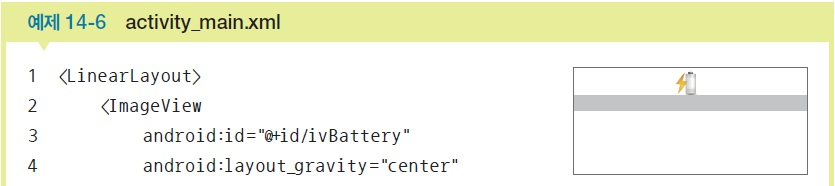 예제 14-6 activity_main.xml
1 <LinearLayout>
2 <ImageView
3 android:id="@+id/ivBattery"
4 android:layout_gravity="center"